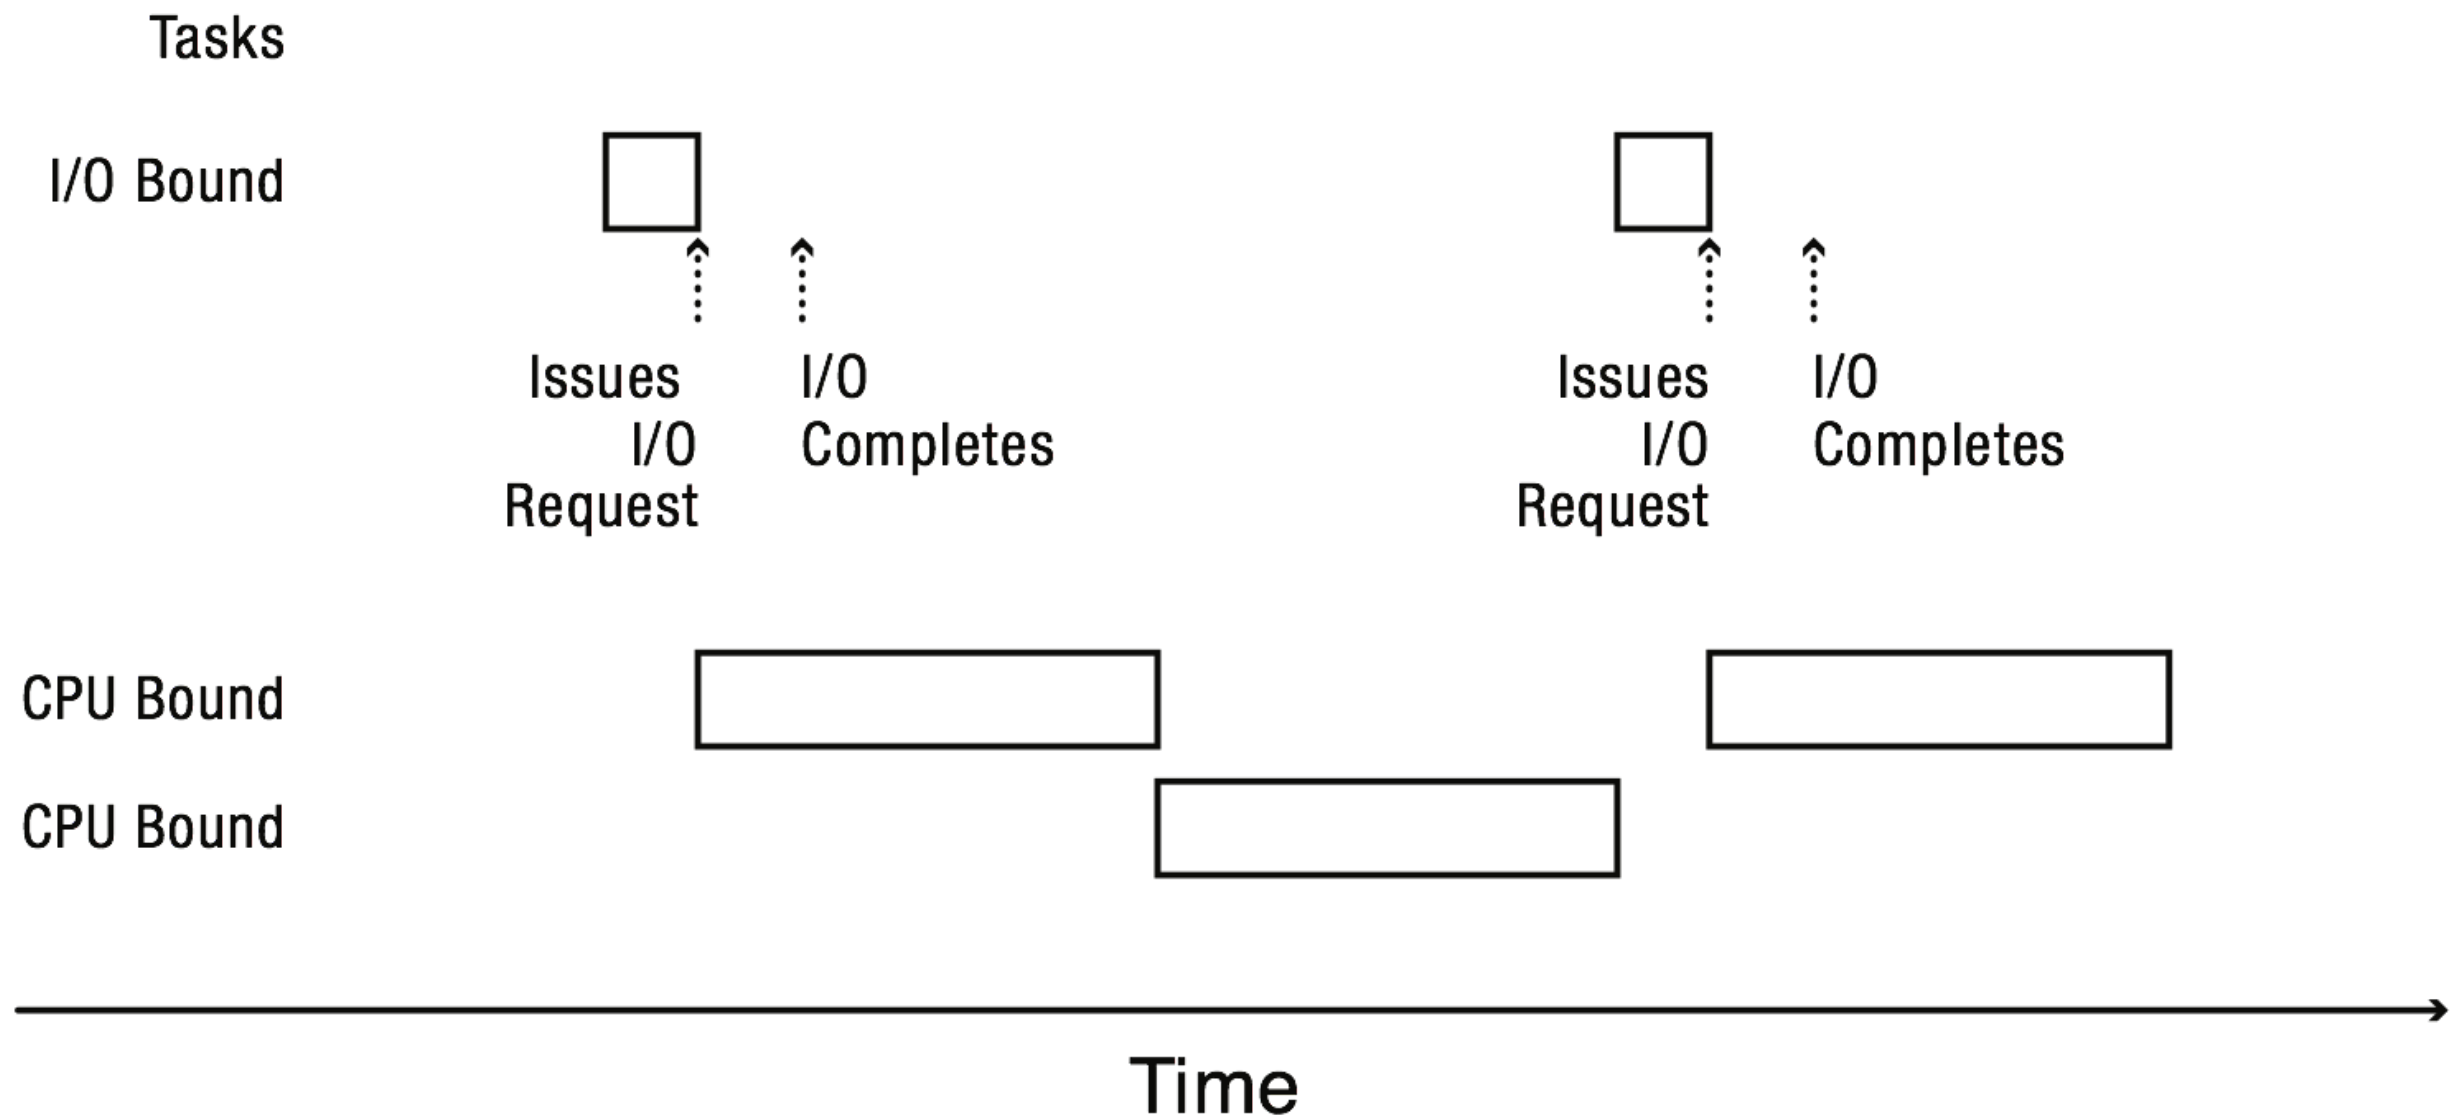 Tasks
I/O Bound
Issues
I/O
Request
I/O
Completes
Issues
I/O
Request
I/O
Completes
CPU Bound
CPU Bound
Time